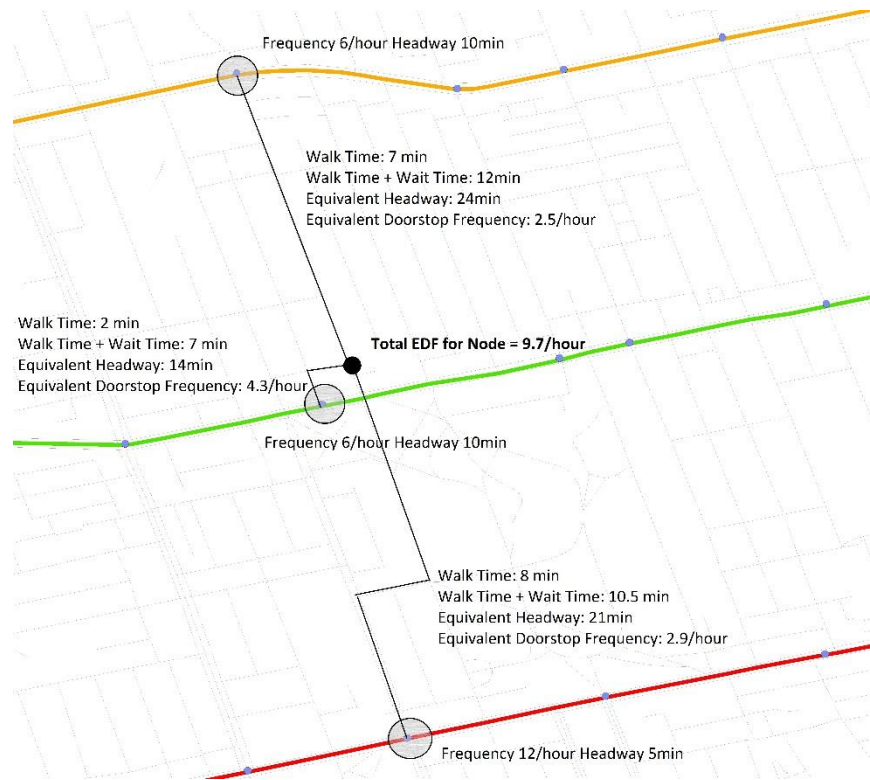 Frequency 6/hour Headway 10min
Walk Time: 7 min
Walk Time + Wait Time: 12min
Equivalent Headway: 24min
Equivalent Doorstop Frequency: 2.5/hour
Walk Time: 2 min
Walk Time + Wait Time: 7 min
Equivalent Headway: 14min
Equivalent Doorstop Frequency: 4.3/hour
Total EDF for Node = 9.7/hour
Frequency 6/hour Headway 10min
Walk Time: 8 min
Walk Time + Wait Time: 10.5 min
Equivalent Headway: 21min
Equivalent Doorstop Frequency: 2.9/hour
Frequency 12/hour Headway 5min